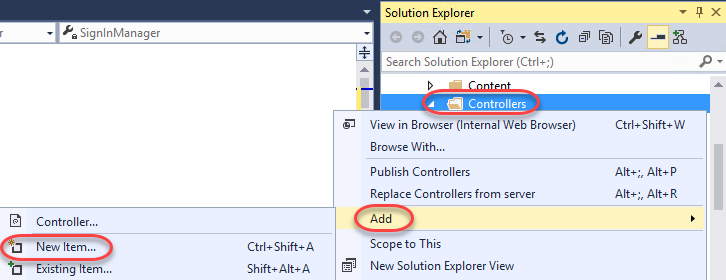 Solution Explorer
SignInManager
Search Solution Explorer (Ctrl+;)
Content
Controllers
View in Browser (Internal Web Browser) Ctrl+Shift+W
Browse With...
Publish Controllers Alt+;, Alt+P
Replace Controllers from server Alt+;, Alt+R
Add
Scope to This
New Solution Explorer View
Controller...
New Item... Ctrl+Shift+A
Existing Item... Shift+Alt+A